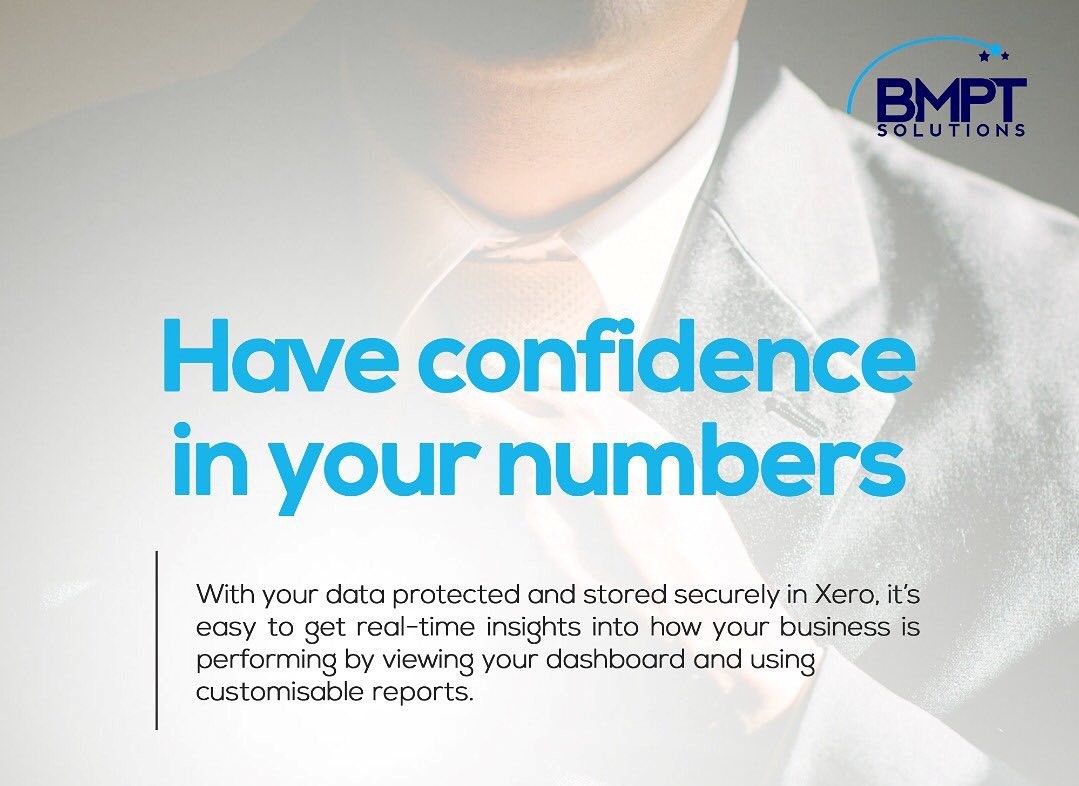 BMPT
SOLUTIONS
Have confidence
in your numbers
With your data protected and stored securely in Xero, it's
easy to get real-time insights into how your business is
performing by viewing your dashboard and using
customisable reports.